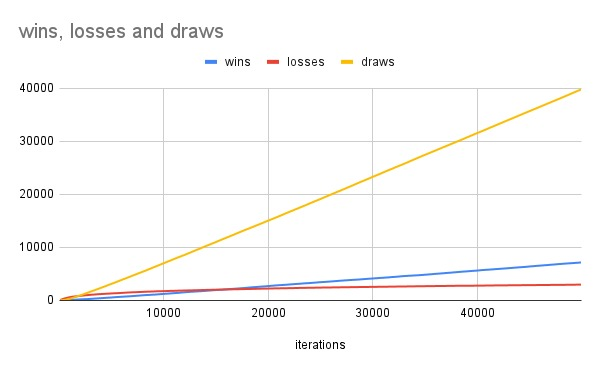 wins, losses and draws
wins losses draws
40000
30000
20000
10000
0
10000 20000 30000 40000
iterations